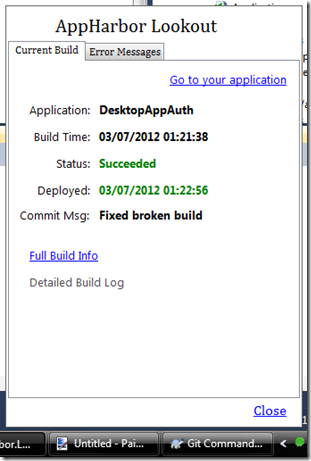 AppHarbor Lookout
Current Build Error Messages
Go to your application
Application: DesktopAppAuth
Build Time: 03/07/2012 01:21:38
Status: Succeeded
Deployed: 03/07/2012 01:22:56
Commit Msg: Fixed broken build
Full Build Info
Detailed Build Log
Close
Untitled - Pai... Git Command...